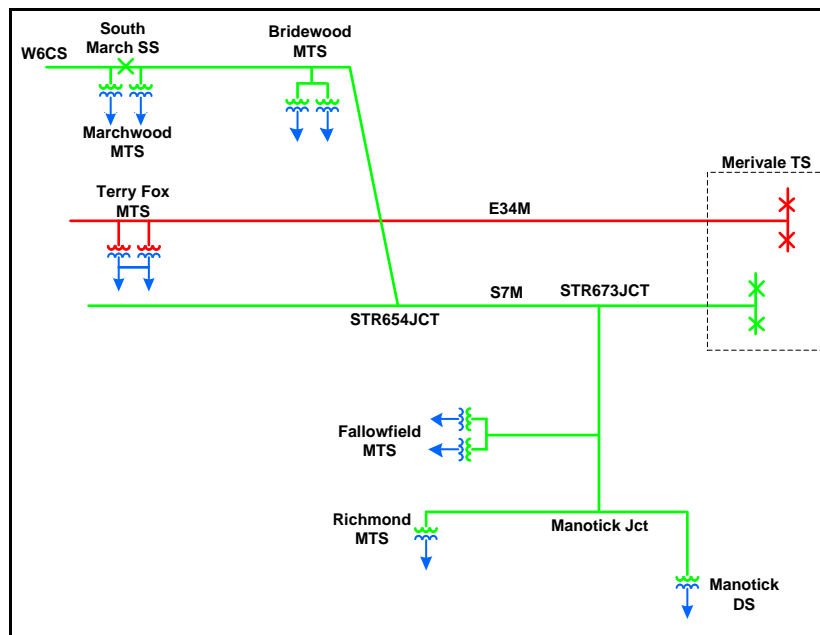 South
March SS
W6CS
Bridewood
MTS
Marchwood
MTS
Merivale TS
Terry Fox
MTS
E34M
S7M
STR673JCT
STR654JCT
Fallowfield
MTS
Richmond
MTS
Manotick Jct
Manotick
DS